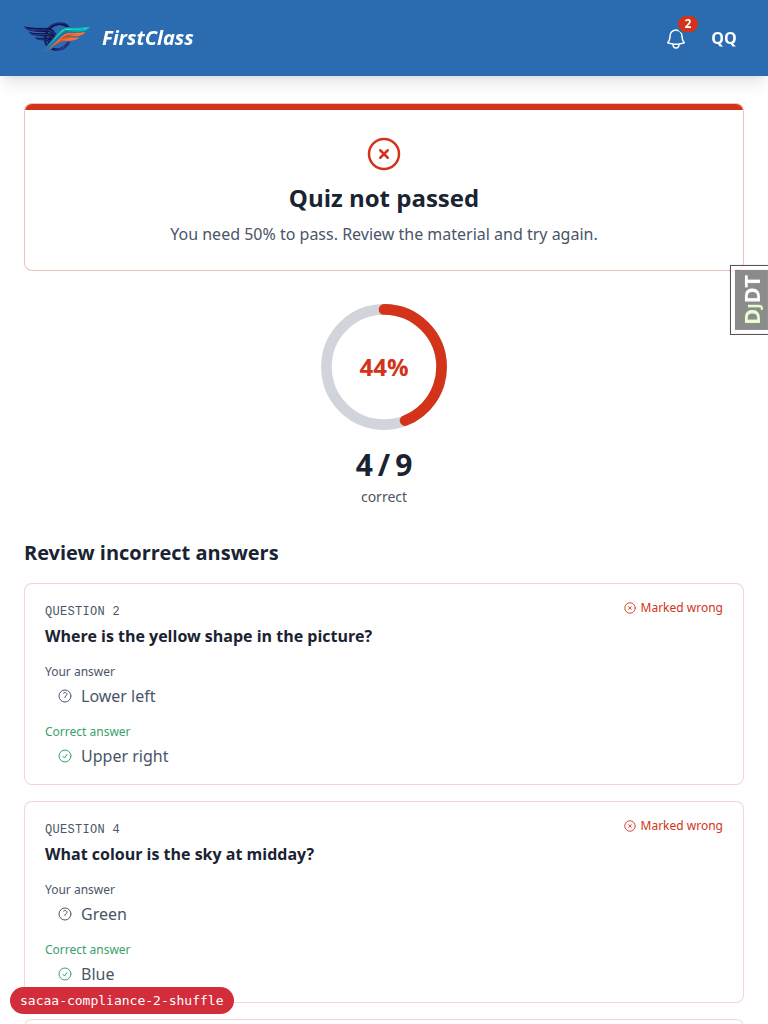 FirstClass
2
QQ
Quiz not passed
You need 50% to pass. Review the material and try again.
DJDT
44%
4/9
correct
Review incorrect answers
QUESTION 2
Marked wrong
Where is the yellow shape in the picture?
Your answer
Lower left
Correct answer
Upper right
QUESTION 4
Marked wrong
What colour is the sky at midday?
Your answer
Green
Correct answer
Blue
sacaa-compliance-2-shuffle